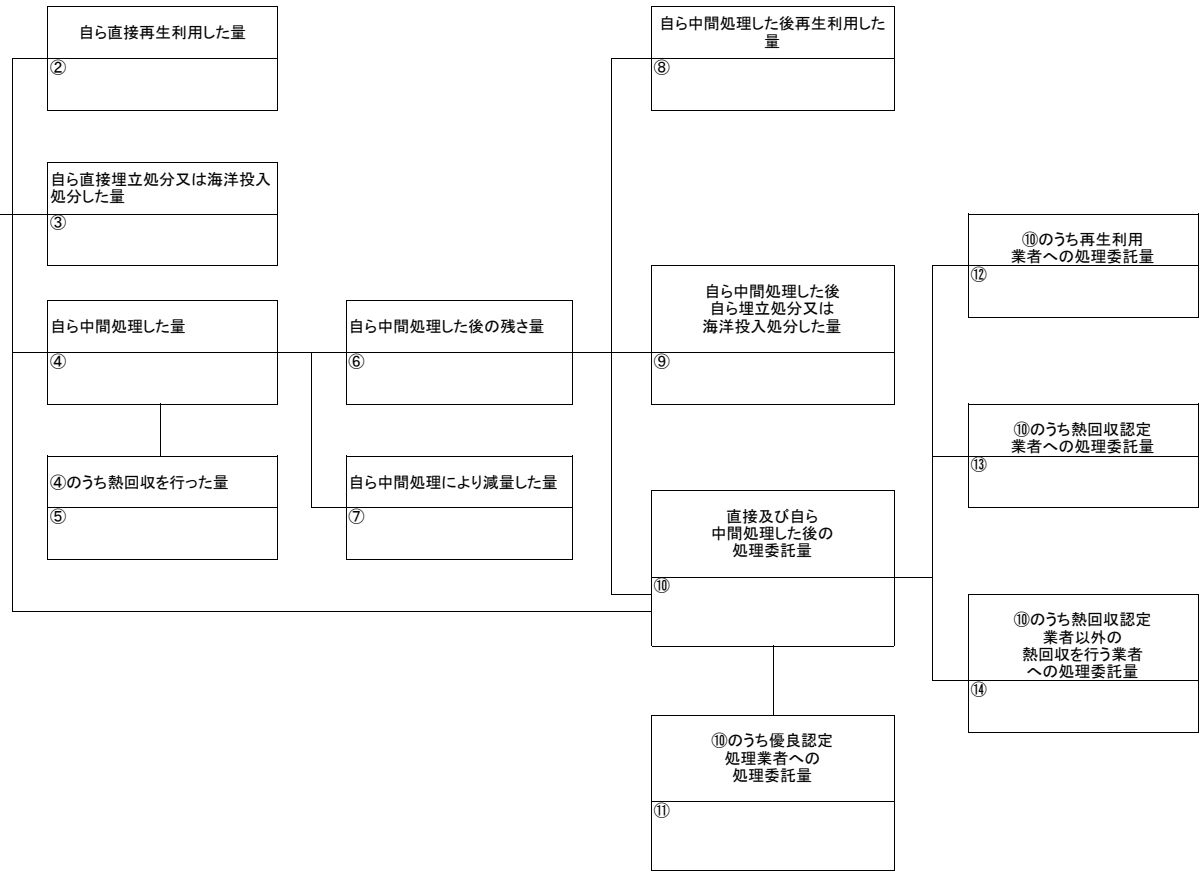 自ら直接再生利用した量
②
自ら直接埋立処分又は海洋投入
処分した量
③
自ら中間処理した量
④
④のうち熱回収を行った量
⑤
自ら中間処理した後の残さ量
⑥
自ら中間処理により減量した量
⑦
自ら中間処理した後再生利用した
量
⑧
自ら中間処理した後
自ら埋立処分又は
海洋投入処分した量
⑨
直接及び自ら
中間処理した後の
処理委託量
⑩
⑩のうち優良認定
処理業者への
処理委託量
⑪
⑩のうち再生利用
業者への処理委託量
⑫
⑩のうち熱回収認定
業者への処理委託量
⑬
⑩のうち熱回収認定
業者以外の
熱回収を行う業者
への処理委託量
⑭